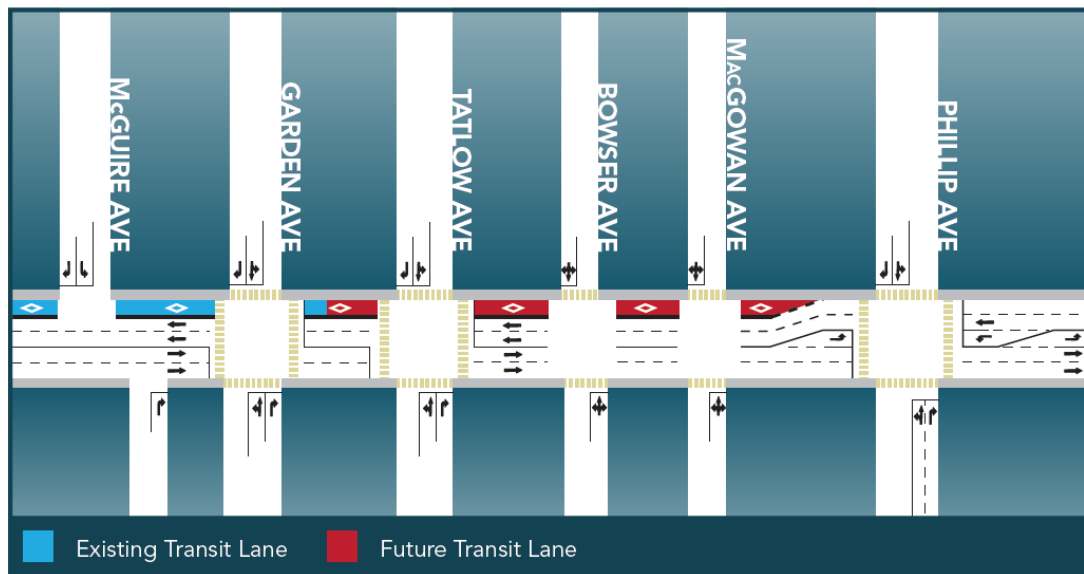 McGUIRE AVE
GARDEN AVE
TATLOW AVE
BOWSER AVE
MACGOWAN AVE
PHILLIP AVE
Existing Transit Lane
Future Transit Lane